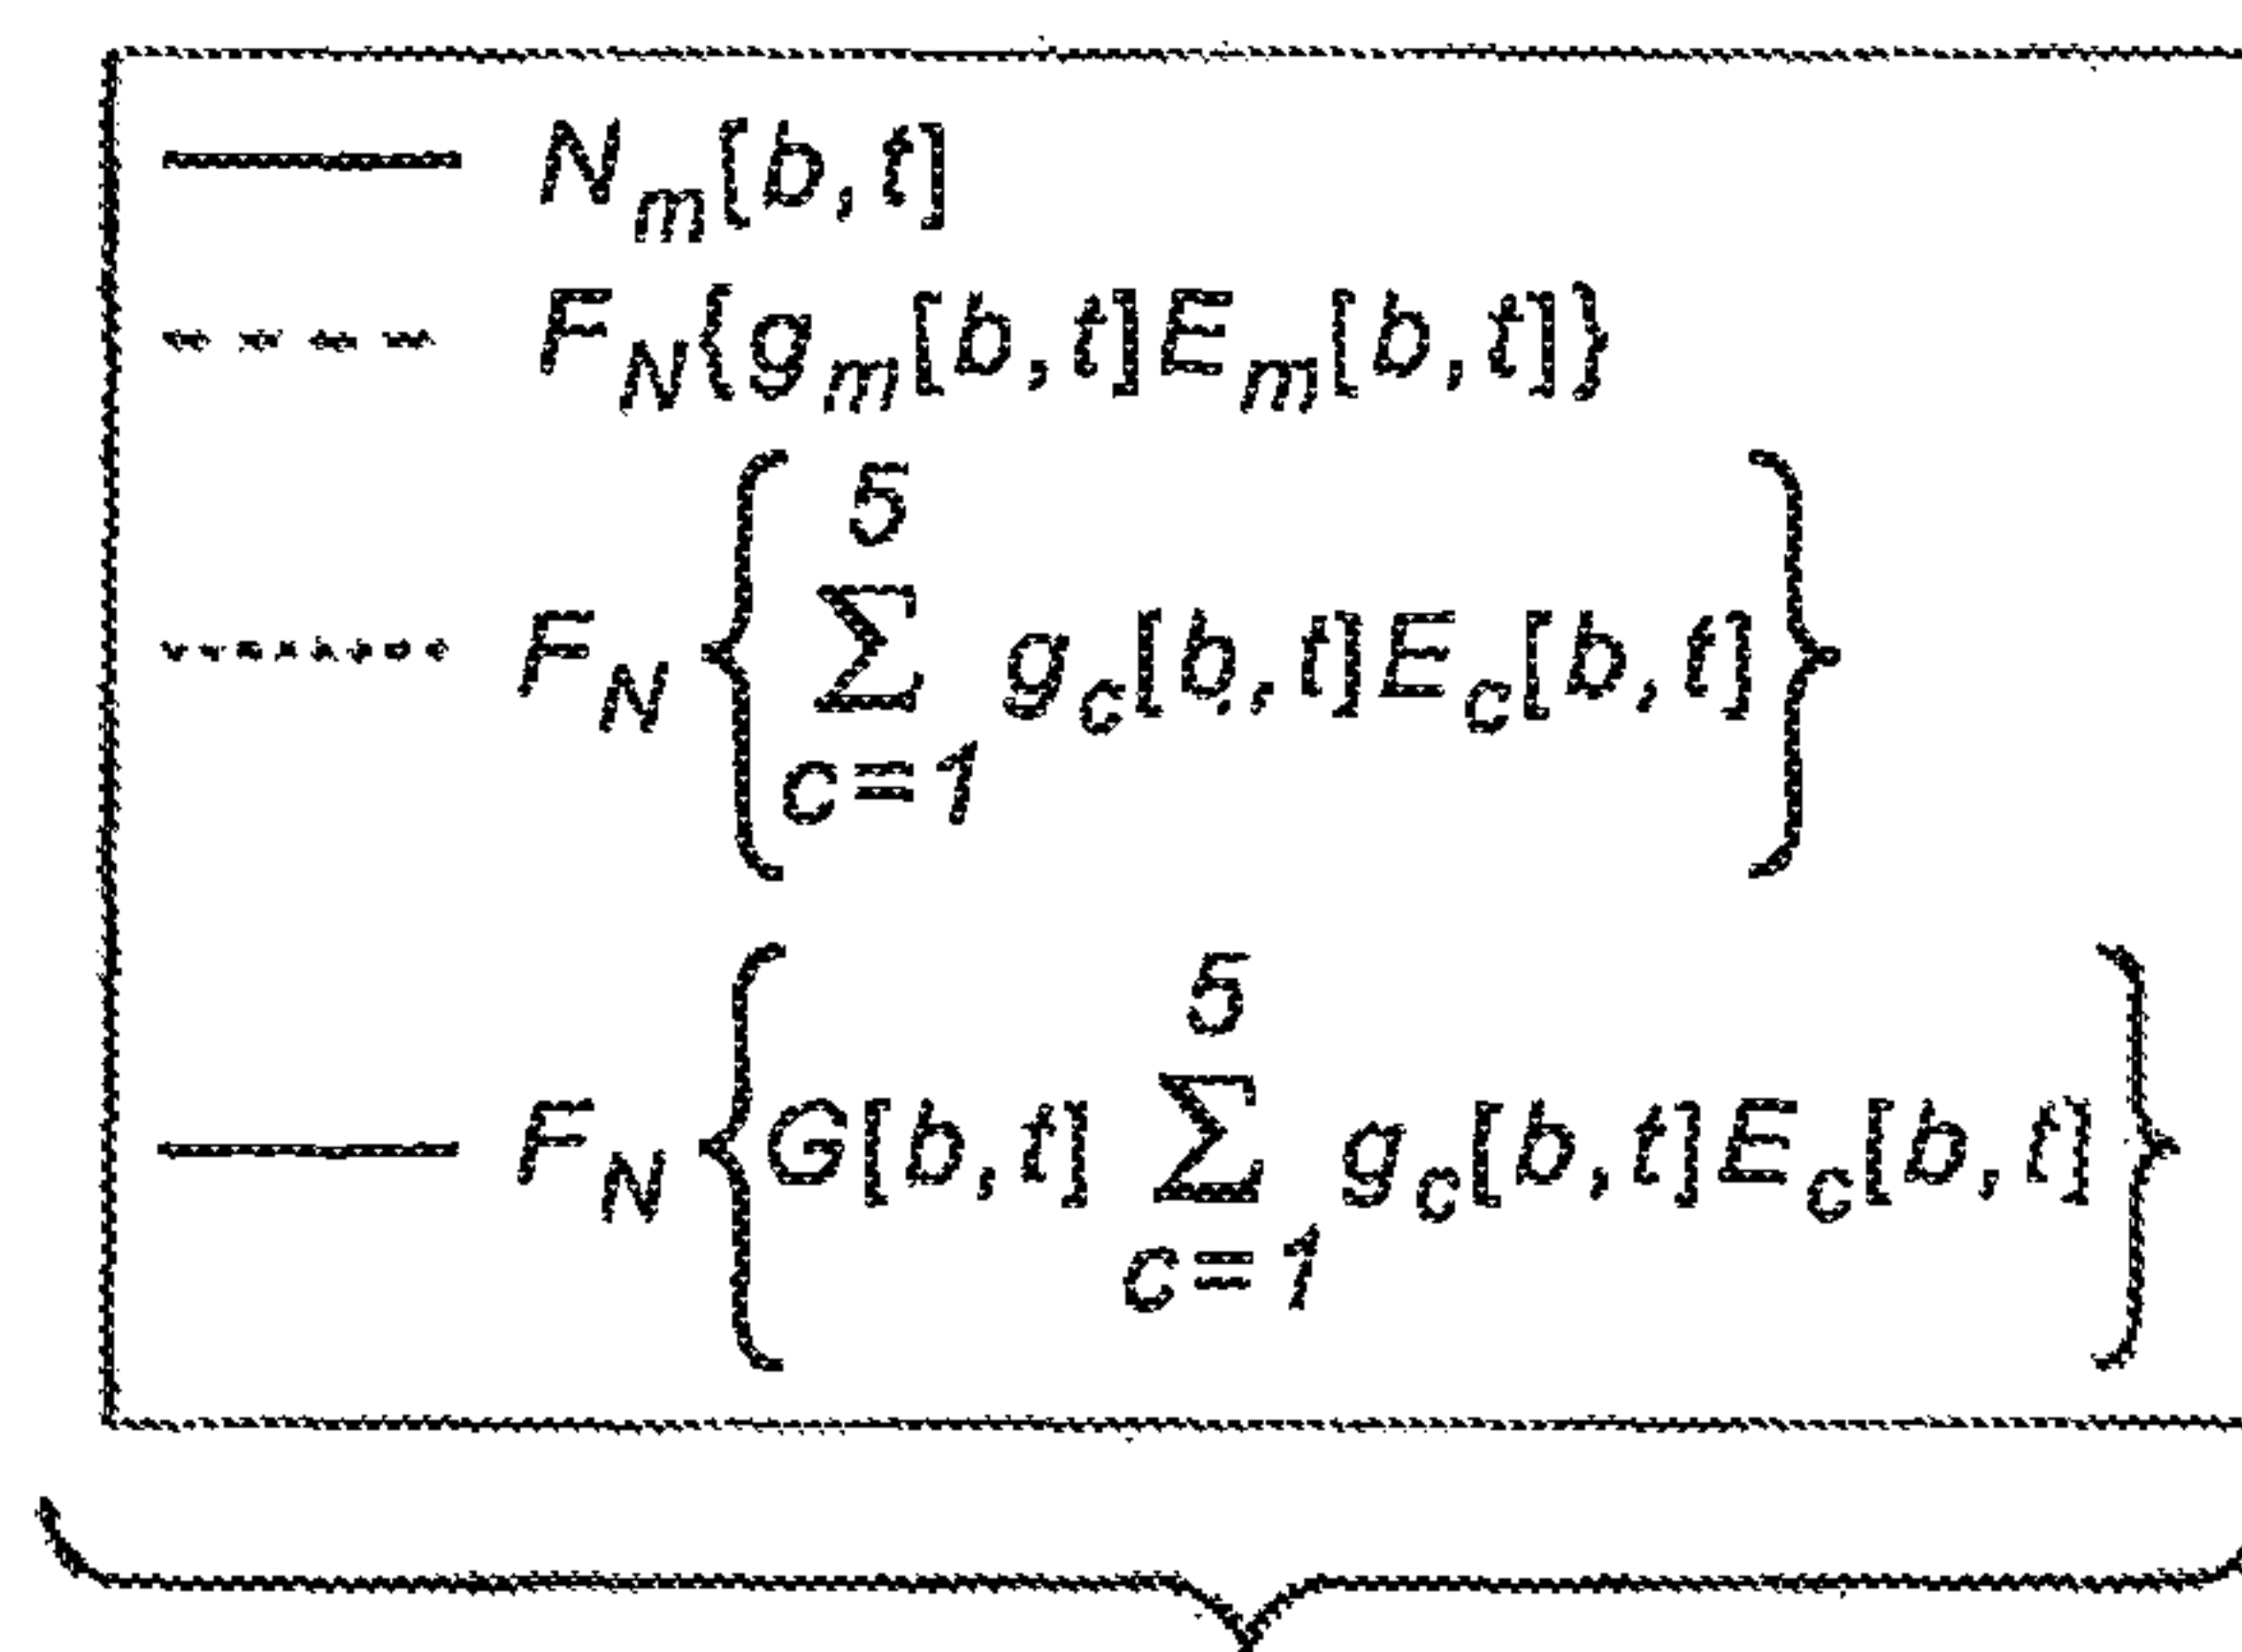 N_m[b,t]
F_N{g_m[b,t]E_m[b,t]}
F_N{∑_{c=1}^{5} g_c[b,t]E_c[b,t]}
F_N{G[b,t] ∑_{c=1}^{5} g_c[b,t]E_c[b,t]}